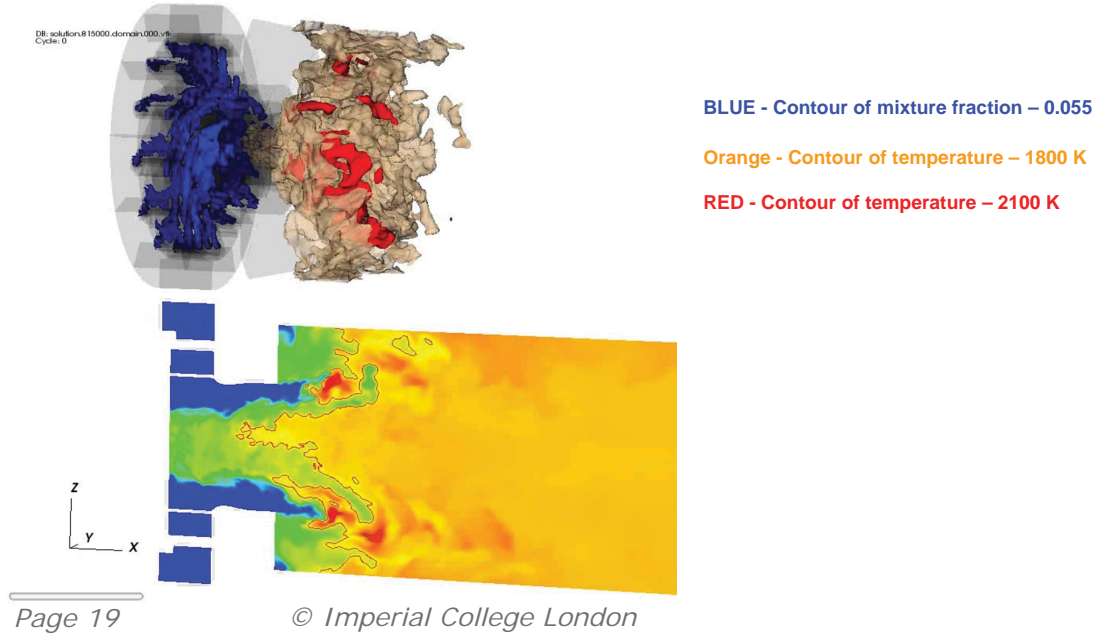 DB: solution.815000.domain.000.vtk
Cycle: 0
BLUE - Contour of mixture fraction – 0.055
Orange - Contour of temperature – 1800 K
RED - Contour of temperature – 2100 K
Z
Y
X
Page 19
© Imperial College London